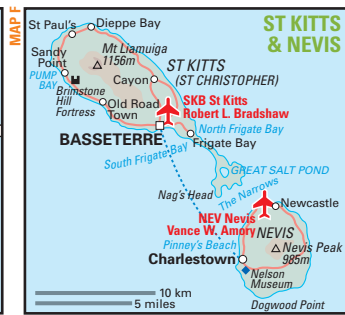 MAP F
ST KITTS
& NEVIS
St Paul's
Dieppe Bay
Sandy
Point
Mt Liamuiga
1156m
PUMP
BAY
Cayon
ST KITTS
(ST CHRISTOPHER)
Brimstone
Hill
Fortress
Old Road
Town
SKB St Kitts
Robert L. Bradshaw
BASSETERRE
North Frigate Bay
Frigate Bay
South Frigate Bay
GREAT SALT POND
Nag's Head
The Narrows
Newcastle
NEV Nevis
Vance W. Amory
NEVIS
Pinney's Beach
Nevis Peak
985m
Charlestown
Nelson
Museum
10 km
5 miles
Dogwood Point